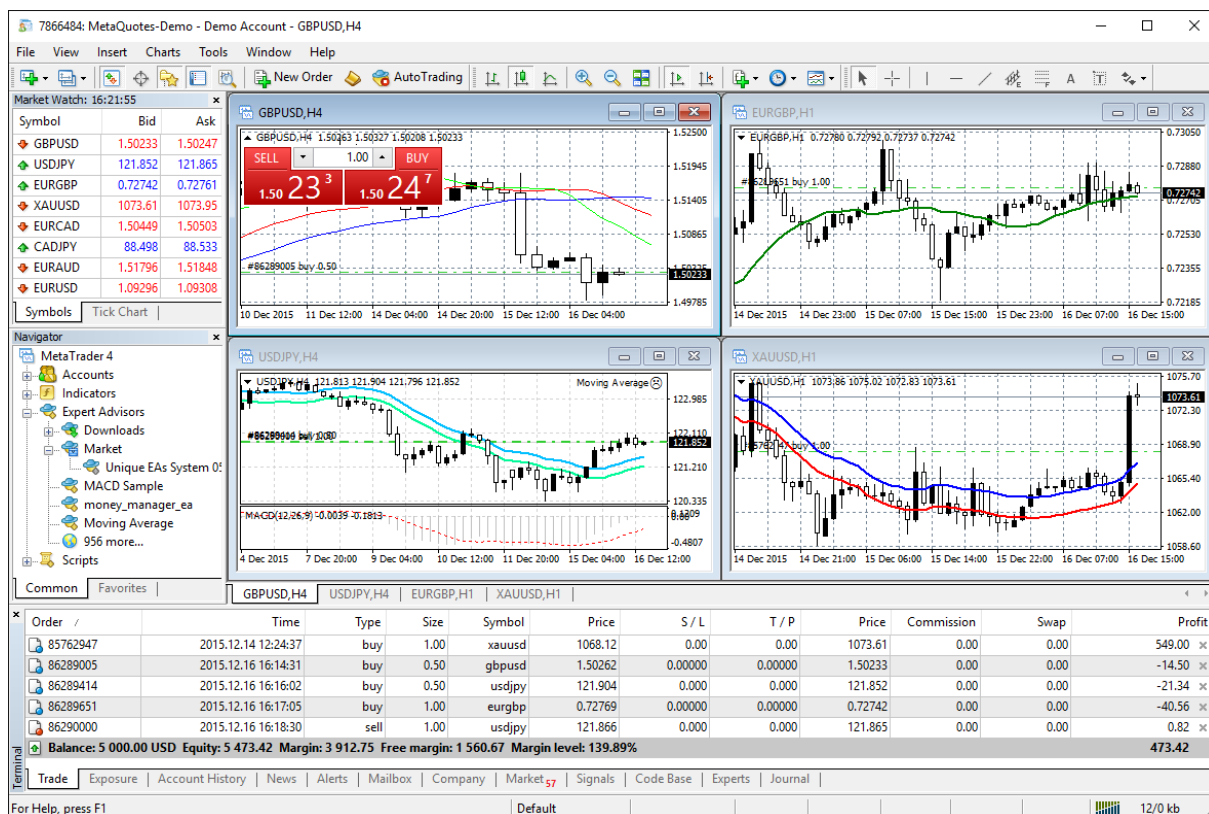 7866484: MetaQuotes-Demo - Demo Account - GBPUSD,H4
File View Insert Charts Tools Window Help
New Order AutoTrading E F A T
Market Watch: 16:21:55
Symbol Bid Ask
GBPUSD 1.50233 1.50247
USDJPY 121.852 121.865
EURGBP 0.72742 0.72761
XAUUSD 1073.61 1073.95
EURCAD 1.50449 1.50503
CADJPY 88.498 88.533
EURAUD 1.51796 1.51848
EURUSD 1.09296 1.09308
Symbols Tick Chart
Navigator
MetaTrader 4
Accounts
Indicators
Expert Advisors
Downloads
Market
Unique EAs System 05
MACD Sample
money_manager_ea
Moving Average
956 more...
Scripts
Common Favorites
GBPUSD,H4
GBPUSD,H4 1.50263 1.50327 1.50208 1.50233
SELL 1.00 BUY
1.50 23 3 1.50 24 7
#86289005 buy 0.50
1.52500
1.51945
1.51405
1.50865
1.50233
1.49785
10 Dec 2015 11 Dec 12:00 14 Dec 04:00 14 Dec 20:00 15 Dec 12:00 16 Dec 04:00
EURGBP,H1
EURGBP,H1 0.72780 0.72792 0.72737 0.72742
#86289651 buy 1.00
0.73050
0.72880
0.72742
0.72705
0.72530
0.72355
0.72185
14 Dec 2015 14 Dec 23:00 15 Dec 07:00 15 Dec 15:00 15 Dec 23:00 16 Dec 07:00 16 Dec 15:00
USDJPY,H4
USDJPY,H4 121.813 121.904 121.796 121.852
Moving Average
122.985
122.110
121.852
121.210
120.335
MACD(12,26,9) -0.0039 -0.1813
-0.4807
4 Dec 2015 7 Dec 20:00 9 Dec 04:00 10 Dec 12:00 11 Dec 20:00 15 Dec 04:00 16 Dec 12:00
XAUUSD,H1
XAUUSD,H1 1073.86 1075.02 1072.83 1073.61
buy 1.00
1075.70
1073.61
1072.30
1068.90
1065.40
1062.00
1058.60
14 Dec 2015 14 Dec 21:00 15 Dec 06:00 15 Dec 14:00 15 Dec 22:00 16 Dec 07:00 16 Dec 15:00
GBPUSD,H4 USDJPY,H4 EURGBP,H1 XAUUSD,H1
Order / Time Type Size Symbol Price S / L T / P Price Commission Swap Profit
85762947 2015.12.14 12:24:37 buy 1.00 xauusd 1068.12 0.00 0.00 1073.61 0.00 0.00 549.00
86289005 2015.12.16 16:14:31 buy 0.50 gbpusd 1.50262 0.00000 0.00000 1.50233 0.00 0.00 -14.50
86289414 2015.12.16 16:16:02 buy 0.50 usdjpy 121.904 0.000 0.000 121.852 0.00 0.00 -21.34
86289651 2015.12.16 16:17:05 buy 1.00 eurgbp 0.72769 0.00000 0.00000 0.72742 0.00 0.00 -40.56
86290000 2015.12.16 16:18:30 sell 1.00 usdjpy 121.866 0.000 0.000 121.865 0.00 0.00 0.82
Balance: 5 000.00 USD Equity: 5 473.42 Margin: 3 912.75 Free margin: 1 560.67 Margin level: 139.89% 473.42
Terminal
Trade Exposure Account History News Alerts Mailbox Company Market 57 Signals Code Base Experts Journal
For Help, press F1 Default 12/0 kb